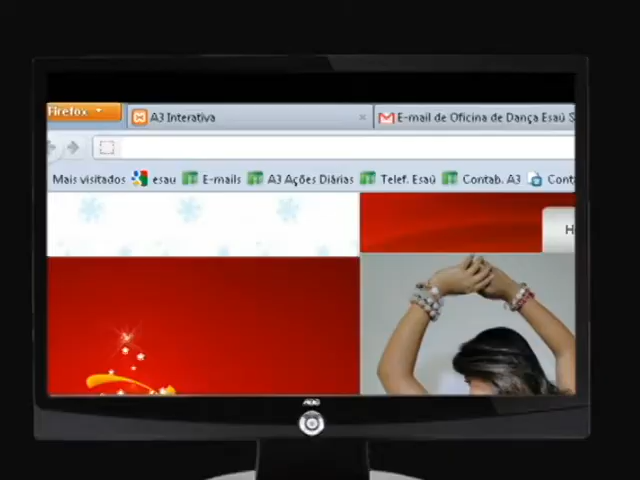 Firefox
A3 Interativa
E-mail de Oficina de Dança Esaú S
Mais visitados esau E-mails A3 Ações Diárias Telef. Esaú Contab. A3 Cont
H
AOC